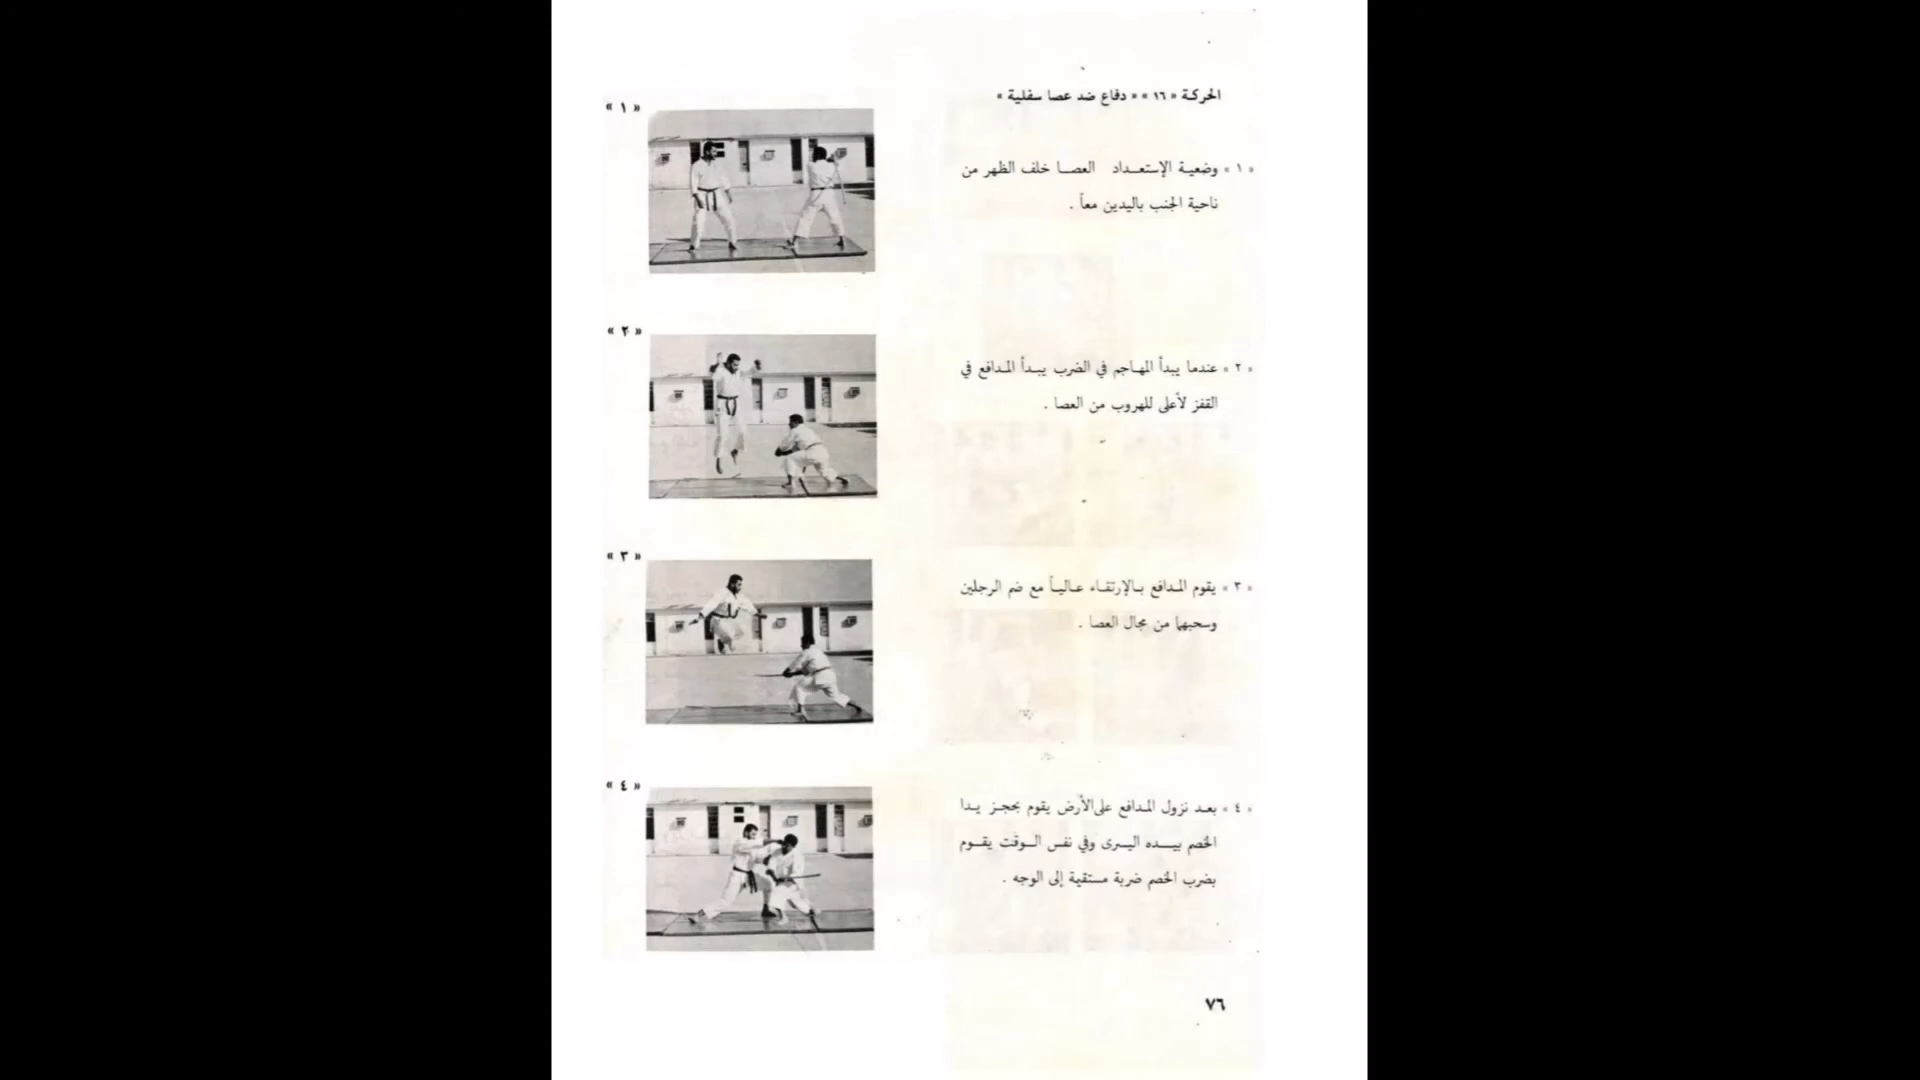 الحركة « ١٦ » « دفاع ضد عصا سفلية »
« ١ »
« ١ » وضعية الإستعداد العصا خلف الظهر من
ناحية الجنب باليدين معاً .
« ٢ »
« ٢ » عندما يبدأ المهاجم في الضرب يبدأ المدافع في
القفز لأعلى للهروب من العصا .
« ٣ »
« ٣ » يقوم المدافع بالإرتقاء عالياً مع ضم الرجلين
وسحبهما من مجال العصا .
« ٤ »
« ٤ » بعد نزول المدافع على الأرض يقوم بحجز يدا
الخصم بيده اليسرى وفي نفس الوقت يقوم
بضرب الخصم ضربة مستقية إلى الوجه .
٧٦